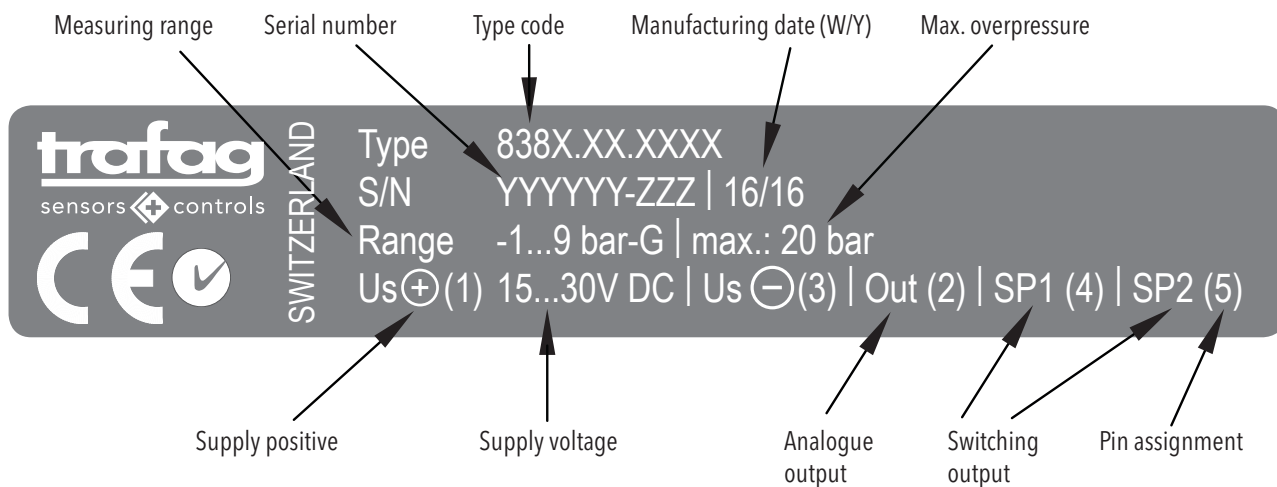 Measuring range Serial number Type code Manufacturing date (W/Y) Max. overpressure
trafag
sensors controls
CE
SWITZERLAND
Type 838X.XX.XXXX
S/N YYYYYY-ZZZ | 16/16
Range -1...9 bar-G | max.: 20 bar
Us⊕(1) 15...30V DC | Us⊖(3) | Out (2) | SP1 (4) | SP2 (5)
Supply positive Supply voltage Analogue output Switching output Pin assignment